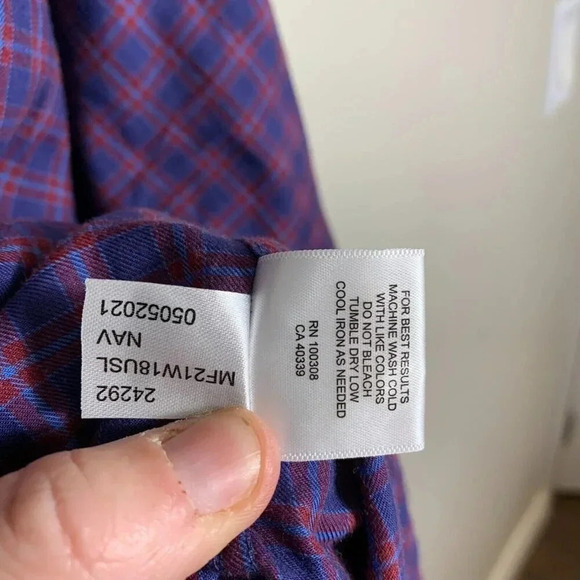 24292
MF21W18USL
NAV
05052021
FOR BEST RESULTS
MACHINE WASH COLD
WITH LIKE COLORS
DO NOT BLEACH
TUMBLE DRY LOW
COOL IRON AS NEEDED
RN 100308
CA 40339